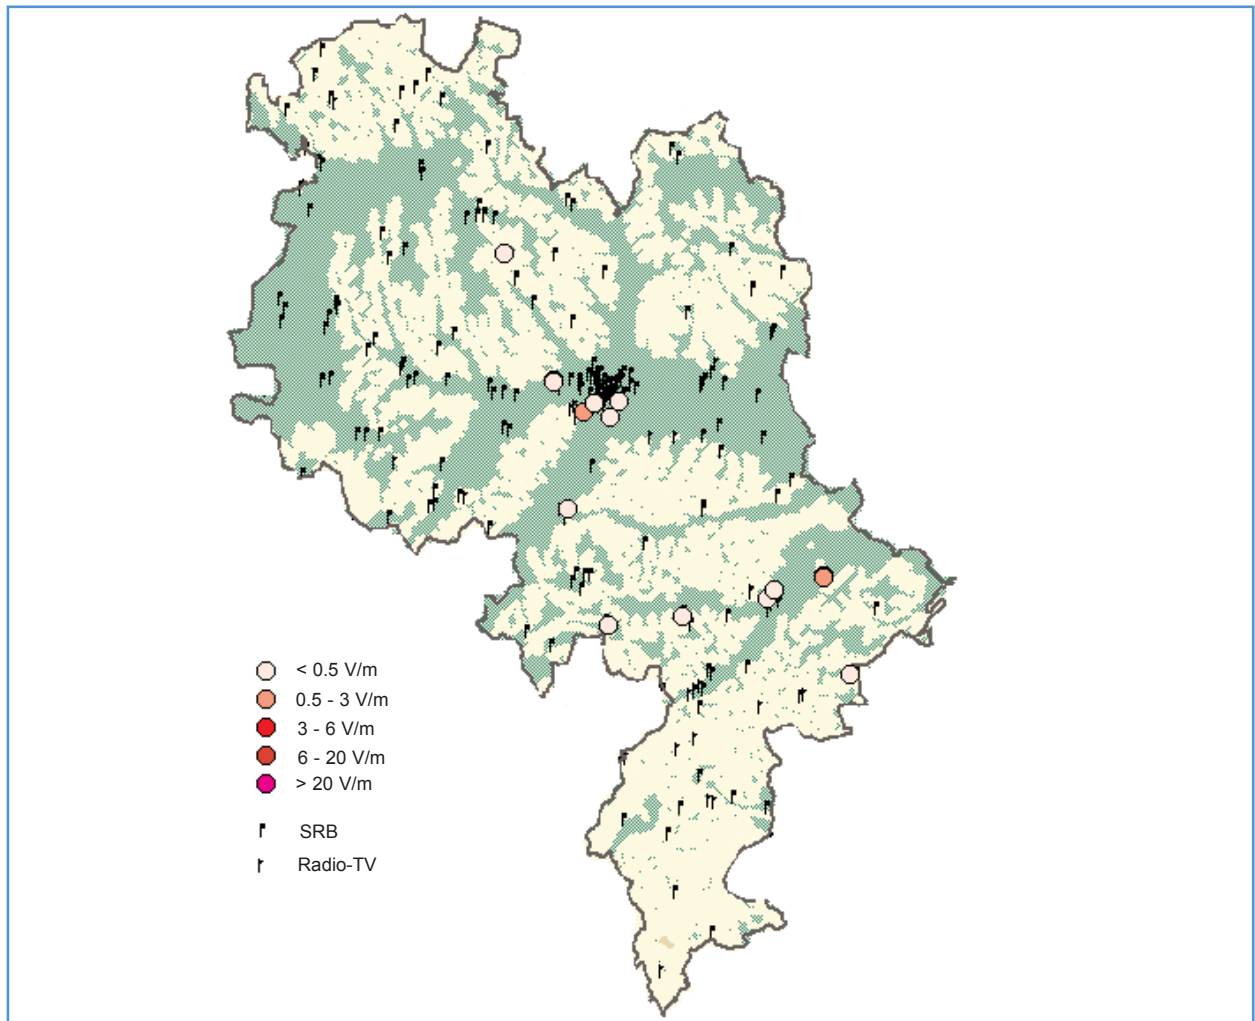 < 0.5 V/m
0.5 - 3 V/m
3 - 6 V/m
6 - 20 V/m
> 20 V/m
SRB
Radio-TV